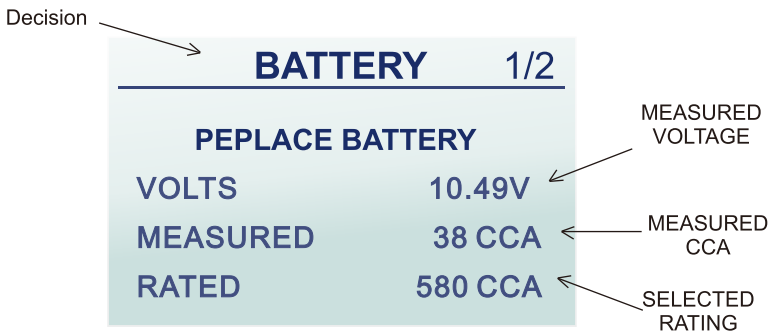 Decision
BATTERY 1/2
PEPLACE BATTERY
VOLTS 10.49V
MEASURED
VOLTAGE
MEASURED 38 CCA
MEASURED
CCA
RATED 580 CCA
SELECTED
RATING